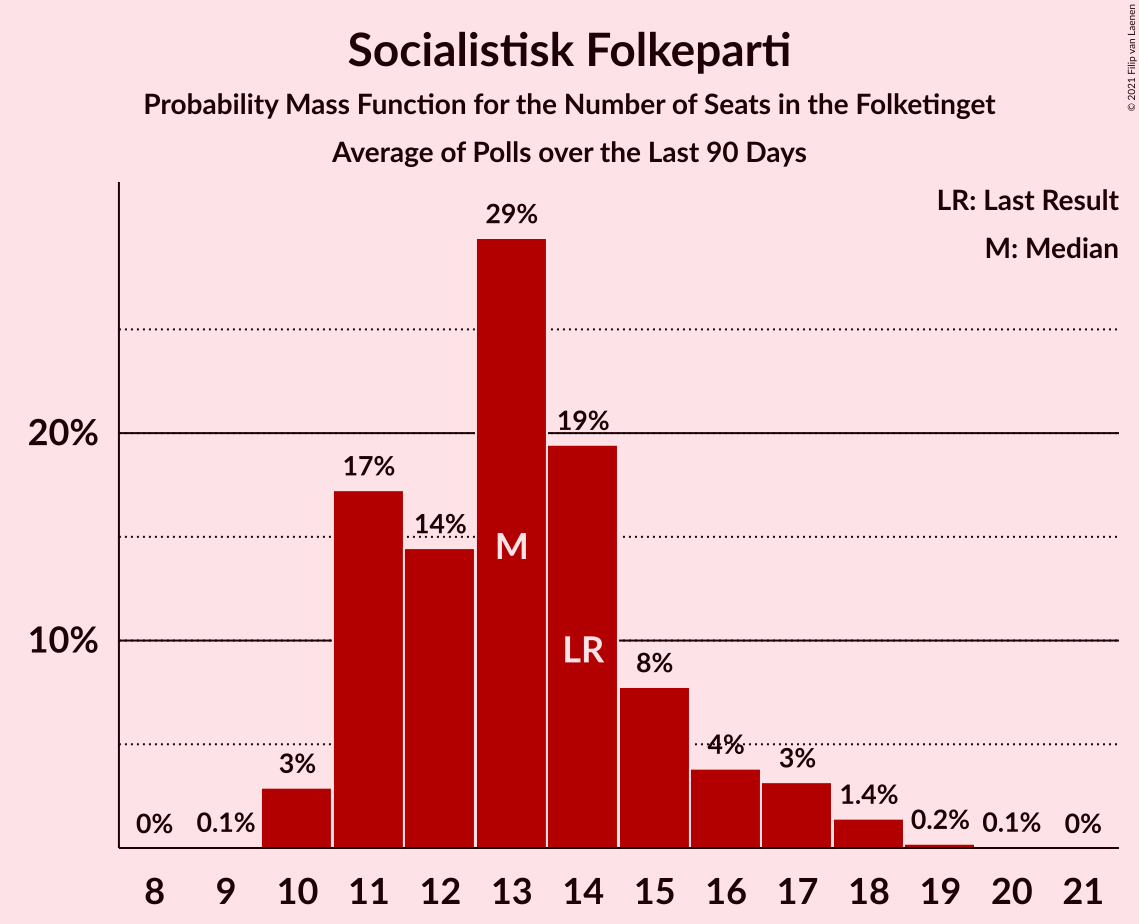 Socialistisk Folkeparti
Probability Mass Function for the Number of Seats in the Folketinget
Average of Polls over the Last 90 Days
© 2021 Filip van Laenen
LR: Last Result
M: Median
29%
20%
19%
17%
14%
M
LR
10%
8%
4%
3%
3%
1.4%
0% 0.1% 0.2% 0.1% 0%
8 9 10 11 12 13 14 15 16 17 18 19 20 21